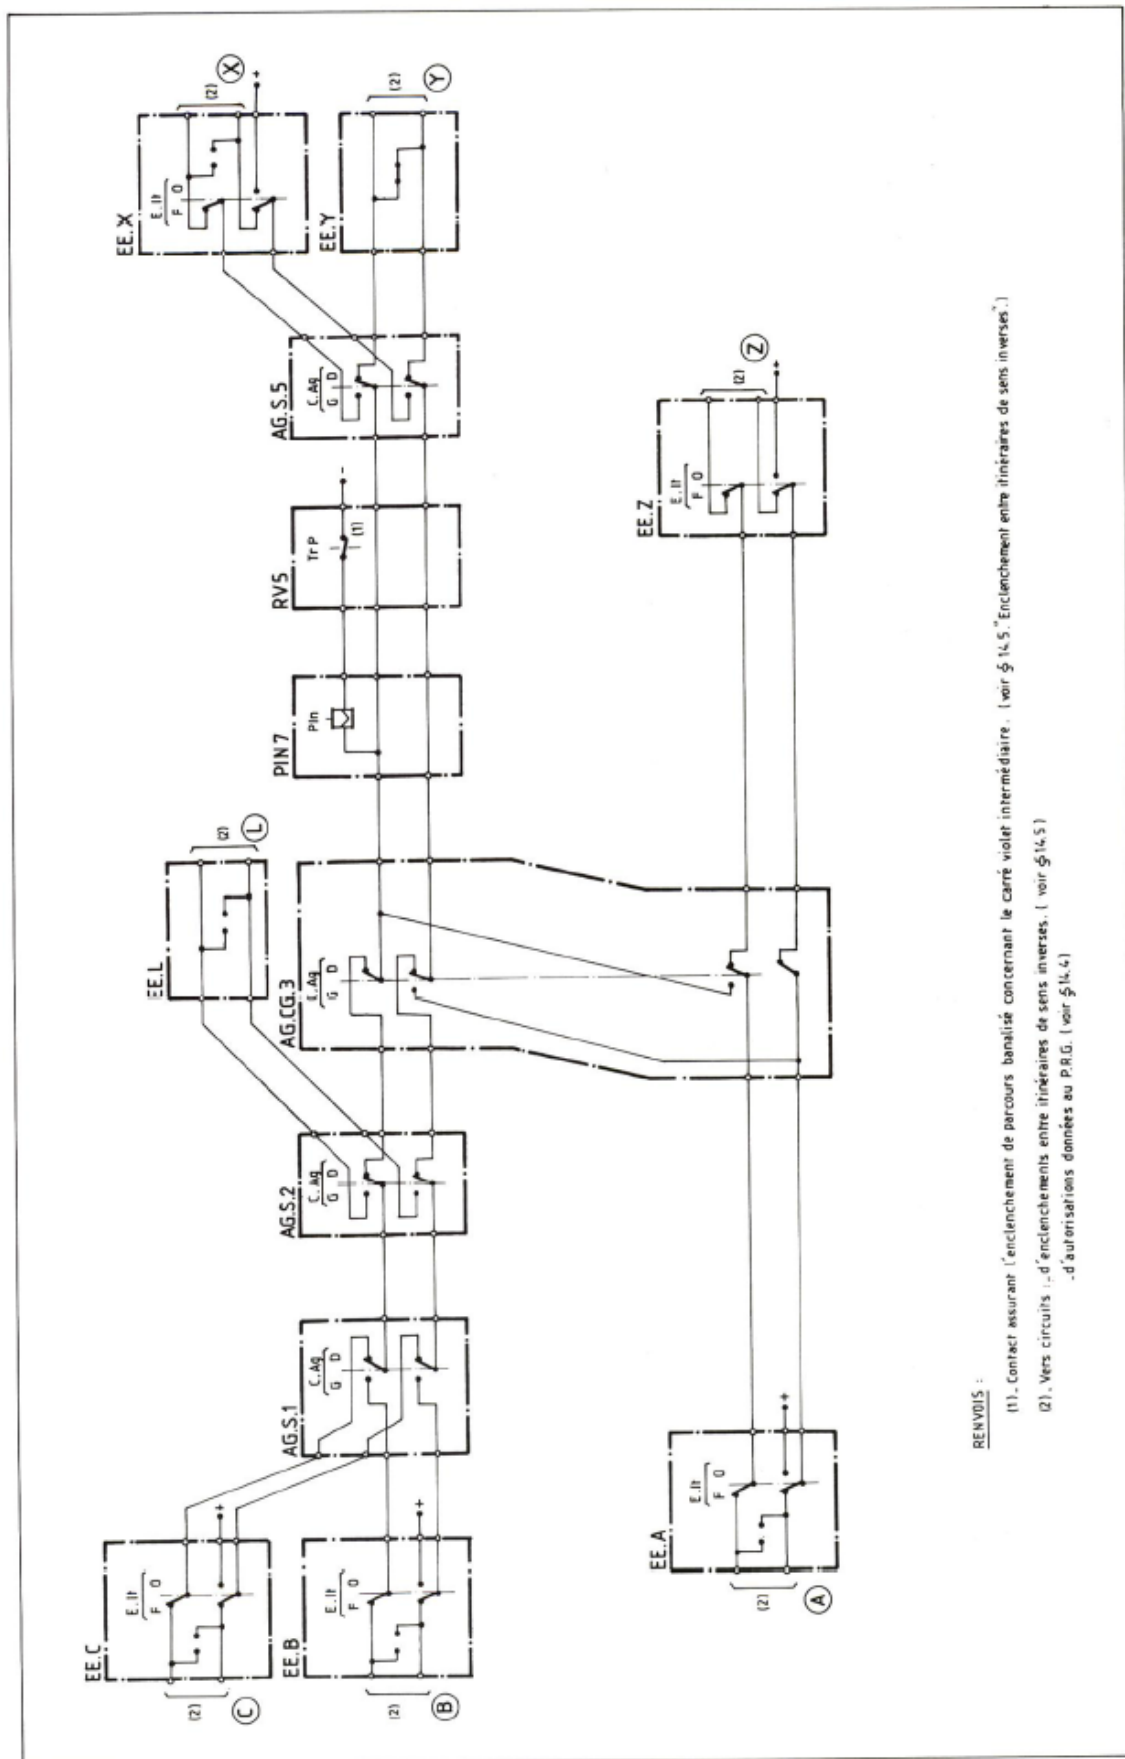 EE.C
E.It
F O
+
(2)
C
EE.B
E.It
F O
+
(2)
B
AG.S.1
C.Ag
G D
AG.S.2
C.Ag
G D
EE.L
(2)
L
AG.CG.3
G D
PIN7
PIn
RV5
Tr P
(1)
-
AG.S.5
C.Ag
G D
EE.X
E.It
F O
(2)
X
+
EE.Y
(2)
Y
EE.A
E.It
F O
+
(2)
A
EE.Z
E.It
F O
(2)
Z
+
RENVOIS :
(1)_ Contact assurant l'enclenchement de parcours banalisé concernant le carré violet intermédiaire. (voir § 14.5. "Enclenchement entre itinéraires de sens inverses".)
(2)_ Vers circuits :_d'enclenchements entre itinéraires de sens inverses. ( voir § 14.5)
_d'autorisations données au P.R.G. ( voir § 14.4)